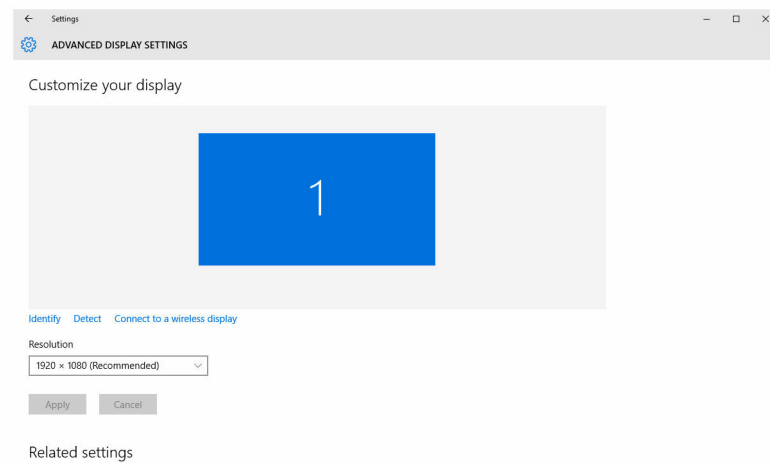 Settings
ADVANCED DISPLAY SETTINGS
Customize your display
1
Identify Detect Connect to a wireless display
Resolution
1920 × 1080 (Recommended)
Apply Cancel
Related settings